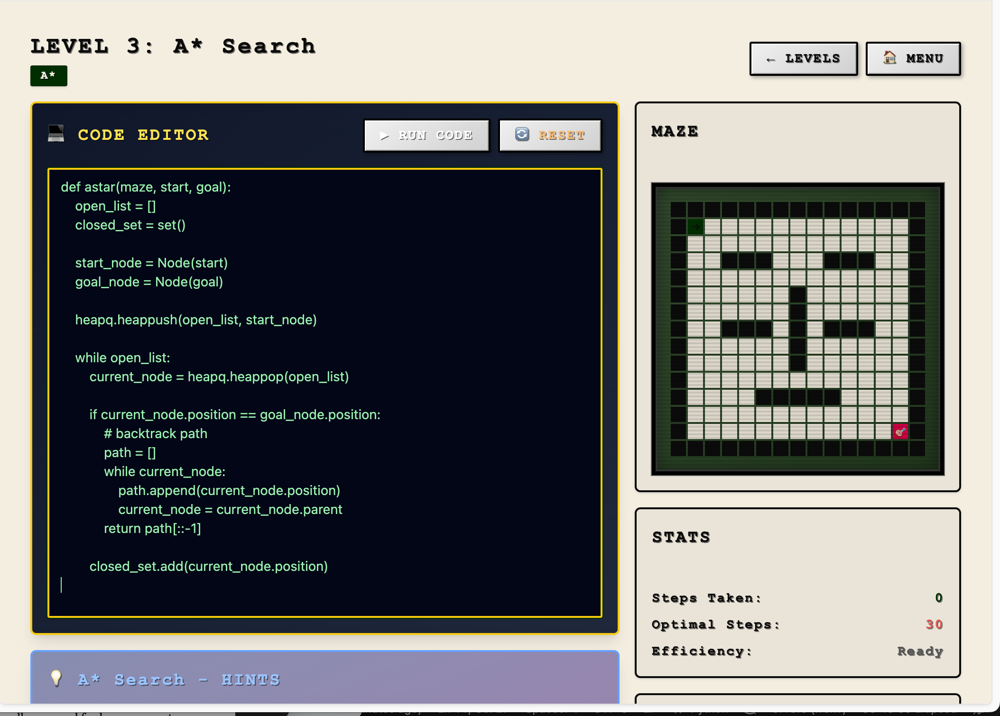 LEVEL 3: A* Search
A*
← LEVELS
🏠 MENU
💻 CODE EDITOR
▶ RUN CODE
🔄 RESET
def astar(maze, start, goal):
    open_list = []
    closed_set = set()
    start_node = Node(start)
    goal_node = Node(goal)
    heapq.heappush(open_list, start_node)
    while open_list:
        current_node = heapq.heappop(open_list)
        if current_node.position == goal_node.position:
            # backtrack path
            path = []
            while current_node:
                path.append(current_node.position)
                current_node = current_node.parent
            return path[::-1]
        closed_set.add(current_node.position)
💡 A* Search - HINTS
MAZE
→
STATS
Steps Taken: 0
Optimal Steps: 30
Efficiency: Ready